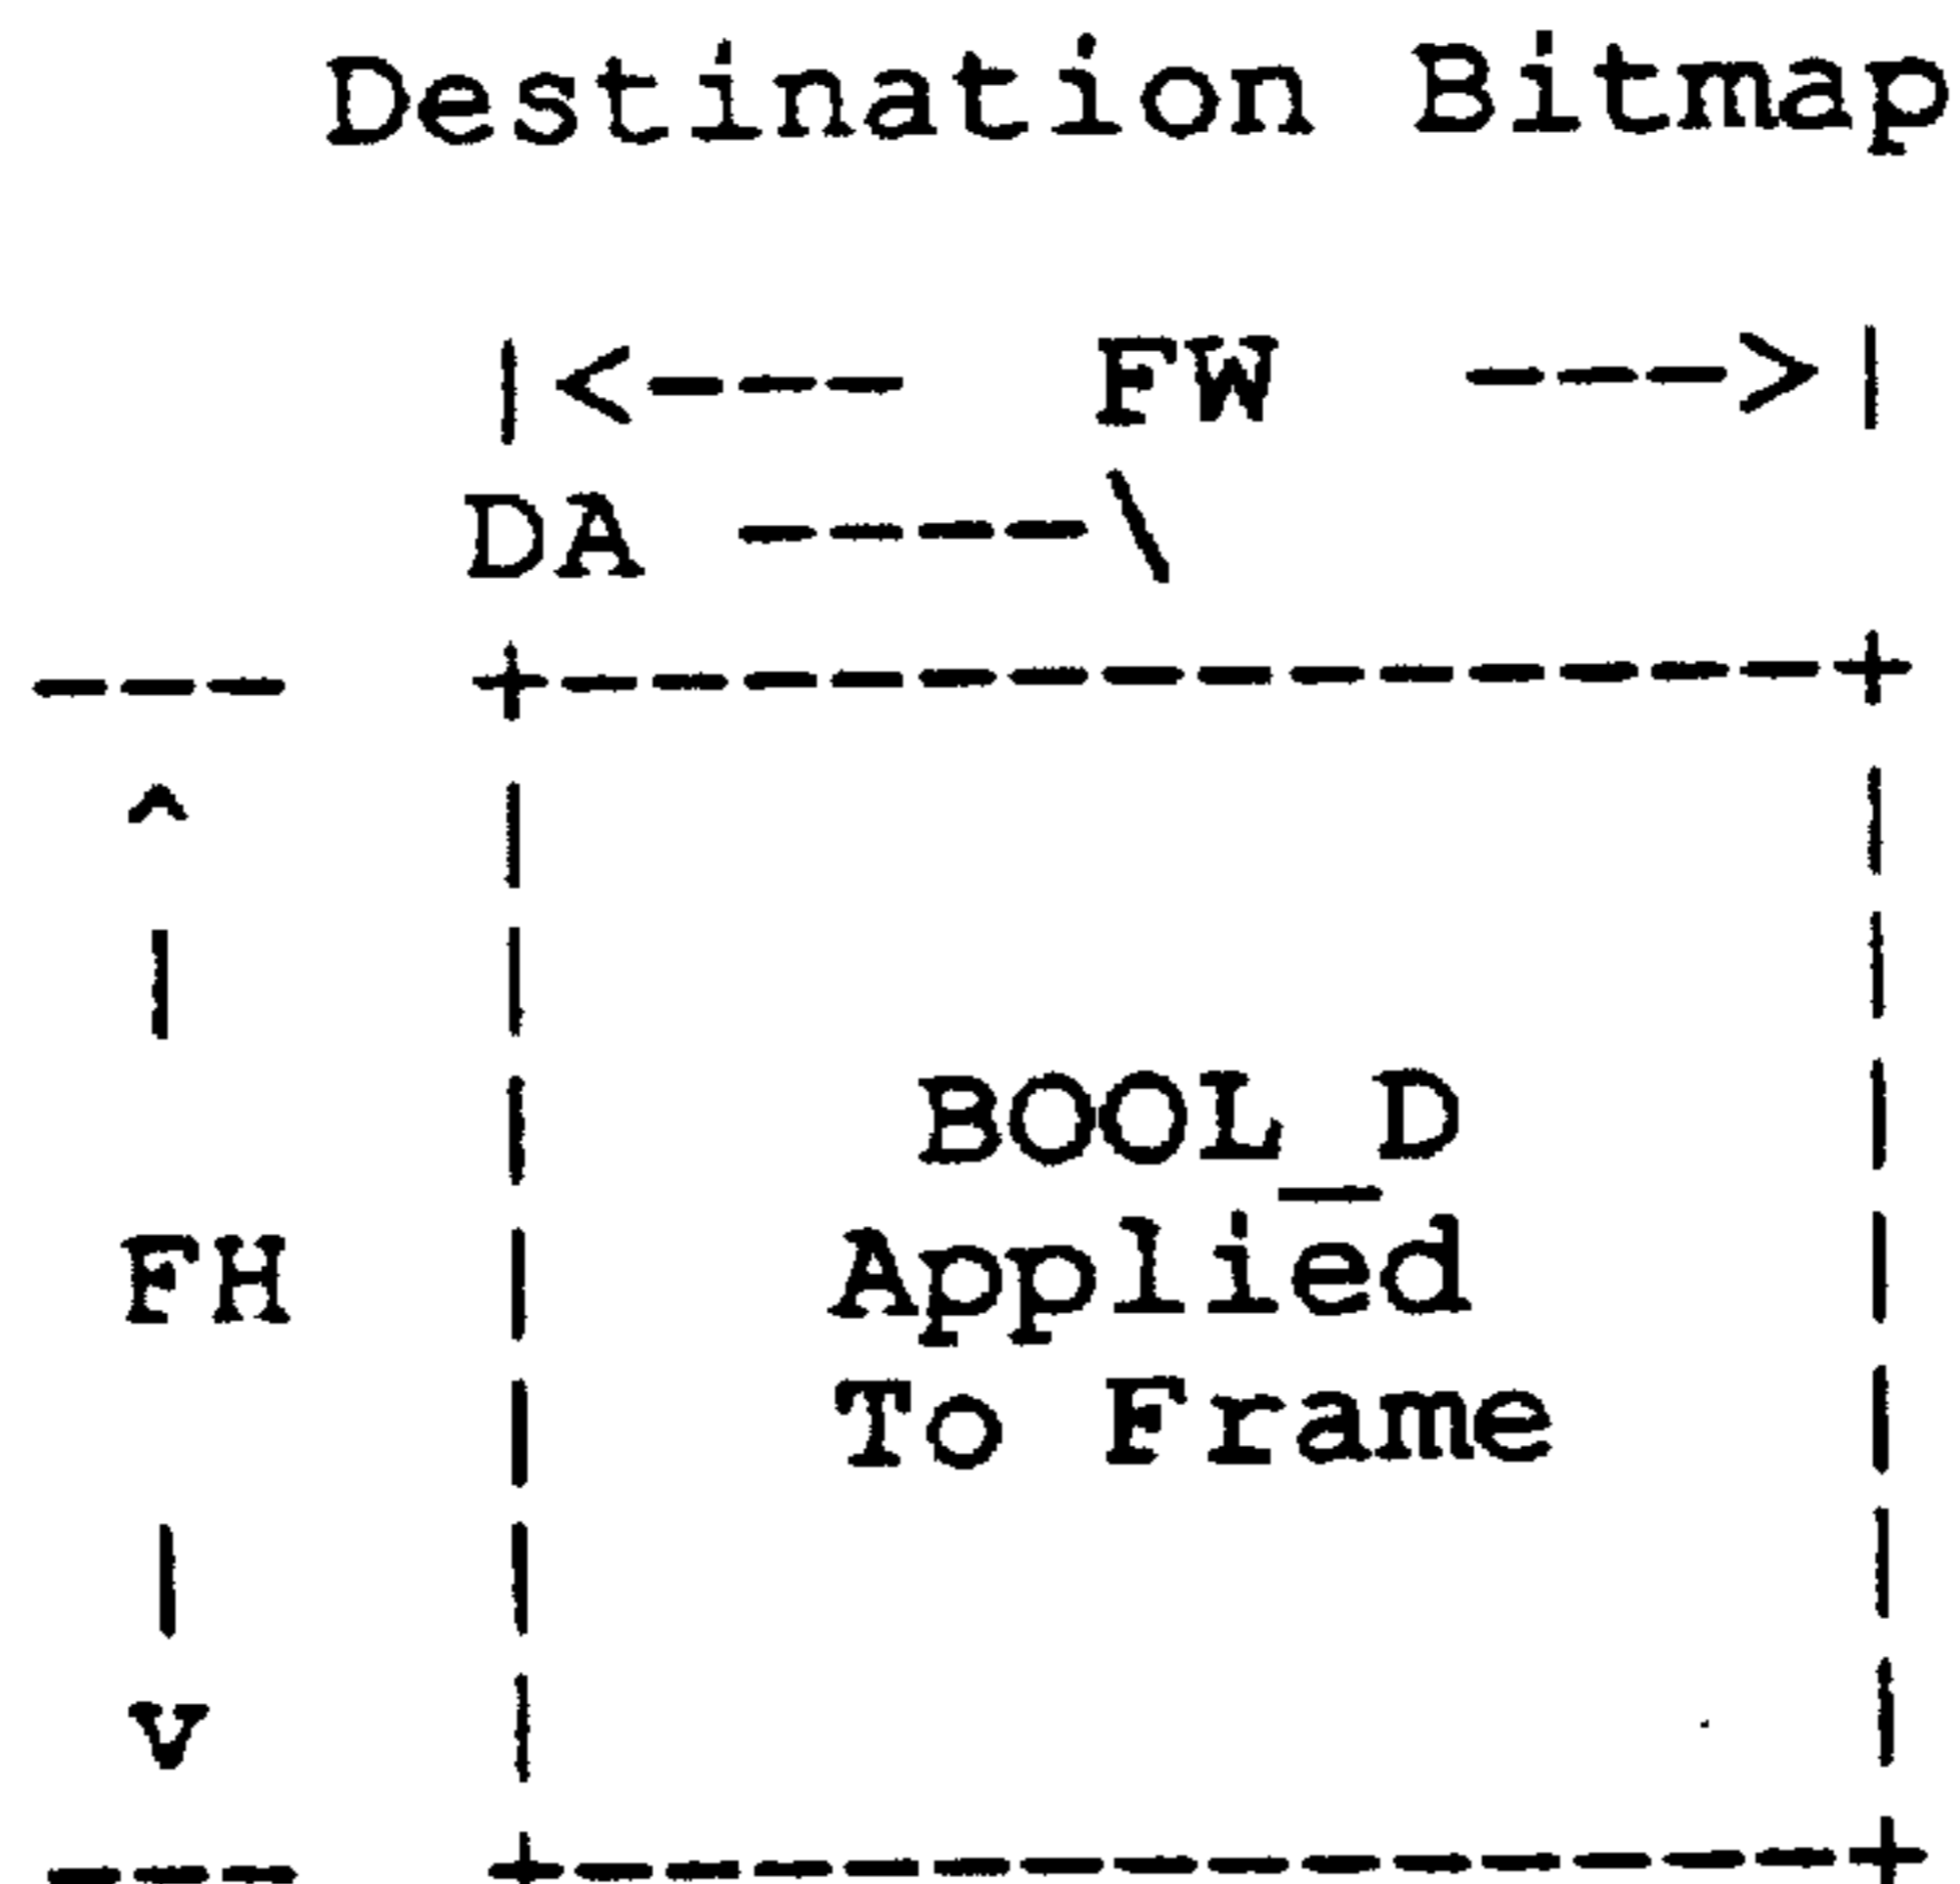 Destination Bitmap
|<--- FW --->|
DA ----\
--- +--------------+
^ | |
| | |
| BOOL_D |
FH | Applied |
| To Frame |
| | |
v | |
--- +--------------+